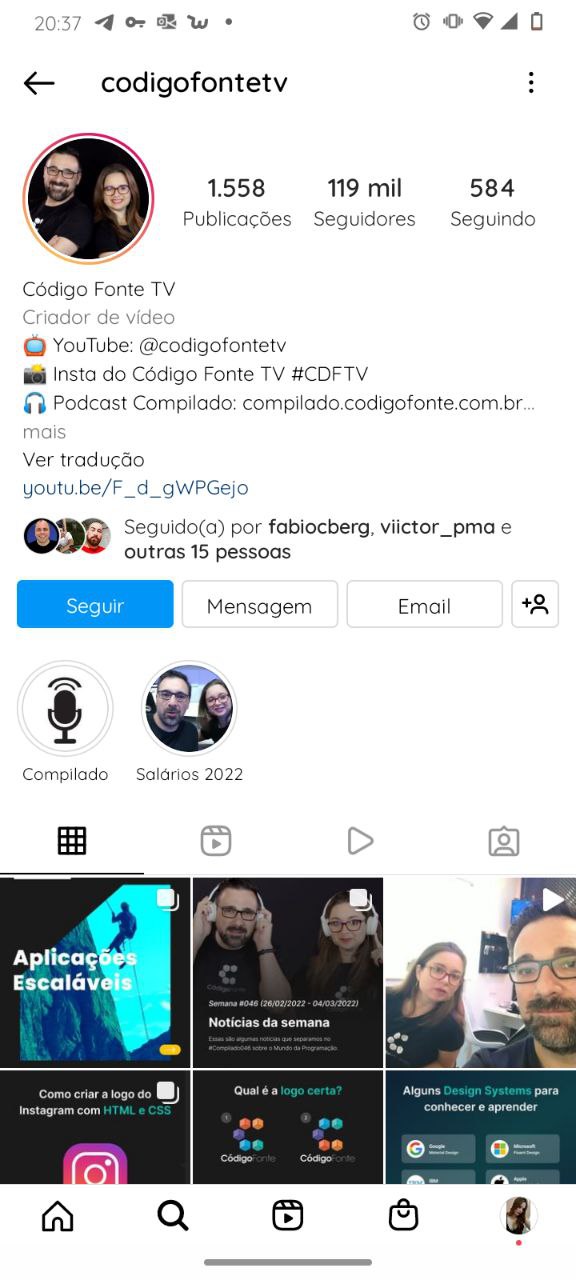 20:37
codigofontetv
1.558
119 mil
584
Publicações
Seguidores
Seguindo
Código Fonte TV
Criador de vídeo
YouTube: @codigofontetv
Insta do Código Fonte TV #CDFTV
Podcast Compilado: compilado.codigofonte.com.br...
mais
Ver tradução
youtu.be/F_d_gWPGejo
Seguido(a) por fabiocberg, viictor_pma e
outras 15 pessoas
Seguir
Mensagem
Email
Compilado
Salários 2022
Aplicações
Escaláveis
Semana #046 (26/02/2022 - 04/03/2022)
Notícias da semana
Essas são algumas notícias que separamos no
#Compilado046 sobre o Mundo da Programação.
Como criar a logo do
Instagram com HTML e CSS
Qual é a logo certa?
1
2
CódigoFonte
CódigoFonte
Alguns Design Systems para
conhecer e aprender
Google
Material Design
Microsoft
Fluent Design
IBM
Apple